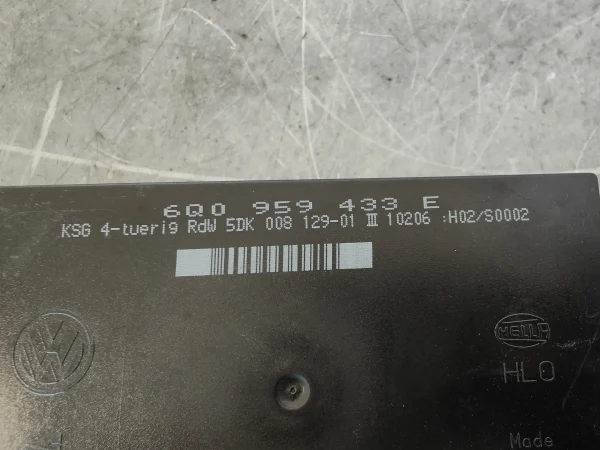 6Q0 959 433 E
KSG 4-tuerig RdW 5DK 008 129-01 III 10206 :H02/S0002
HELLA
HLO
Made